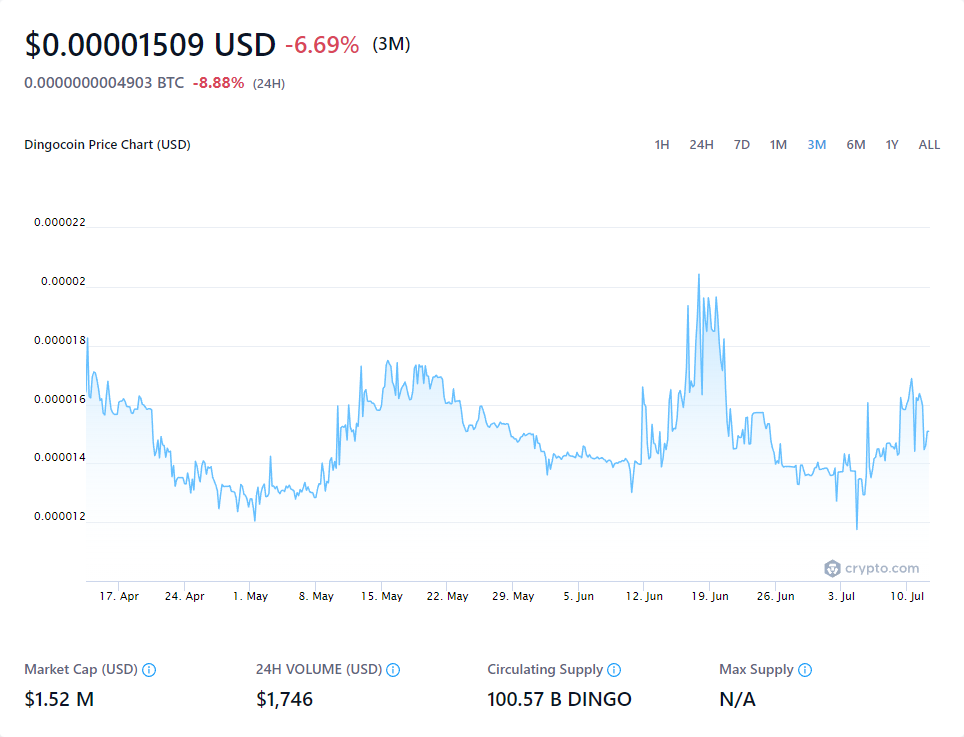 $0.00001509 USD -6.69% (3M)
0.0000000004903 BTC -8.88% (24H)
Dingocoin Price Chart (USD)
1H 24H 7D 1M 3M 6M 1Y ALL
0.000022
0.00002
0.000018
0.000016
0.000014
0.000012
crypto.com
17. Apr 24. Apr 1. May 8. May 15. May 22. May 29. May 5. Jun 12. Jun 19. Jun 26. Jun 3. Jul 10. Jul
Market Cap (USD) 24H VOLUME (USD) Circulating Supply Max Supply
$1.52 M $1,746 100.57 B DINGO N/A